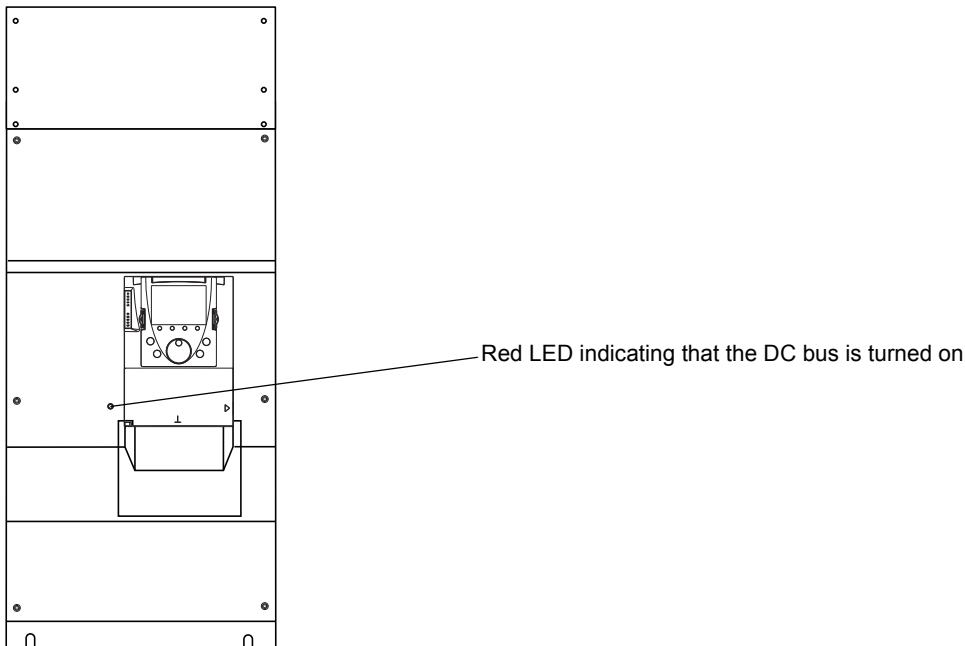 Red LED indicating that the DC bus is turned on